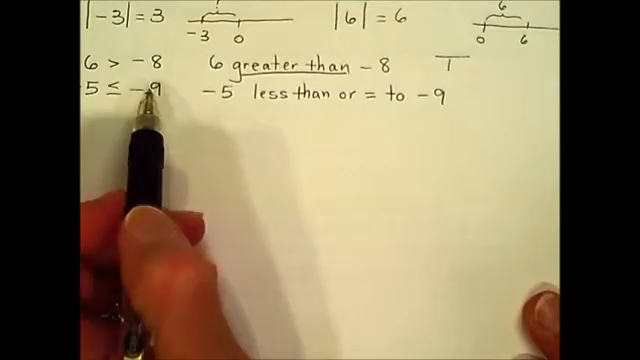 |-3| = 3
-3 0
|6| = 6
6
0 6
6 > -8 6 greater than -8 T
-5 ≤ -9 -5 less than or = to -9